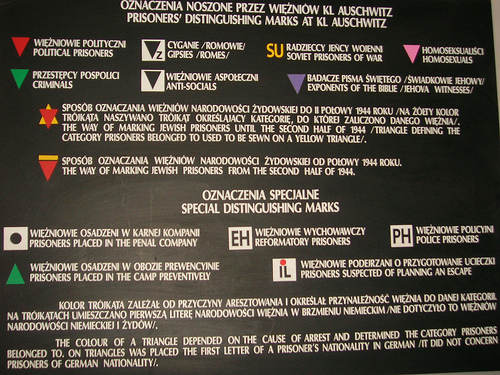 OZNACZENIA NOSZONE PRZEZ WIĘŹNIÓW KL AUSCHWITZ
PRISONERS' DISTINGUISHING MARKS AT KL AUSCHWITZ
WIĘŹNIOWIE POLITYCZNI
POLITICAL PRISONERS
Z
CYGANIE /ROMOWIE/
GIPSIES /ROMES/
SU
RADZIECCY JEŃCY WOJENNI
SOVIET PRISONERS OF WAR
HOMOSEKSUALIŚCI
HOMOSEXUALS
PRZESTĘPCY POSPOLICI
CRIMINALS
WIĘŹNIOWIE ASPOŁECZNI
ANTI-SOCIALS
BADACZE PISMA ŚWIĘTEGO /ŚWIADKOWIE JEHOWY/
EXPONENTS OF THE BIBLE /JEHOVA WITNESSES/
SPOSÓB OZNACZANIA WIĘŹNIÓW NARODOWOŚCI ŻYDOWSKIEJ DO II POŁOWY 1944 ROKU /NA ŻÓŁTY KOLOR
TRÓJKĄTA NASZYWANO TRÓJKĄT OKREŚLAJĄCY KATEGORIĘ, DO KTÓREJ ZALICZONO DANEGO WIĘŹNIA/.
THE WAY OF MARKING JEWISH PRISONERS UNTIL THE SECOND HALF OF 1944 /TRIANGLE DEFINING THE
CATEGORY PRISONERS BELONGED TO USED TO BE SEWN ON A YELLOW TRIANGLE/.
SPOSÓB OZNACZANIA WIĘŹNIÓW NARODOWOŚCI ŻYDOWSKIEJ OD POŁOWY 1944 ROKU.
THE WAY OF MARKING JEWISH PRISONERS FROM THE SECOND HALF OF 1944.
OZNACZENIA SPECJALNE
SPECIAL DISTINGUISHING MARKS
WIĘŹNIOWIE OSADZENI W KARNEJ KOMPANII
PRISONERS PLACED IN THE PENAL COMPANY
EH
WIĘŹNIOWIE WYCHOWAWCZY
REFORMATORY PRISONERS
PH
WIĘŹNIOWIE POLICYJNI
POLICE PRISONERS
WIĘŹNIOWIE OSADZENI W OBOZIE PREWENCYJNIE
PRISONERS PLACED IN THE CAMP PREVENTIVELY
iL
WIĘŹNIOWIE PODEJRZANI O PRZYGOTOWANIE UCIECZKI
PRISONERS SUSPECTED OF PLANNING AN ESCAPE
KOLOR TRÓJKĄTA ZALEŻAŁ OD PRZYCZYNY ARESZTOWANIA I OKREŚLAŁ PRZYNALEŻNOŚĆ WIĘŹNIA DO DANEJ KATEGORII.
NA TRÓJKĄTACH UMIESZCZANO PIERWSZĄ LITERĘ NARODOWOŚCI WIĘŹNIA W BRZMIENIU NIEMIECKIM /NIE DOTYCZYŁO TO WIĘŹNIÓW
NARODOWOŚCI NIEMIECKIEJ I ŻYDÓW/.
THE COLOUR OF A TRIANGLE DEPENDED ON THE CAUSE OF ARREST AND DETERMINED THE CATEGORY PRISONERS
BELONGED TO. ON TRIANGLES WAS PLACED THE FIRST LETTER OF A PRISONER'S NATIONALITY IN GERMAN /IT DID NOT CONCERN
PRISONERS OF GERMAN NATIONALITY/.